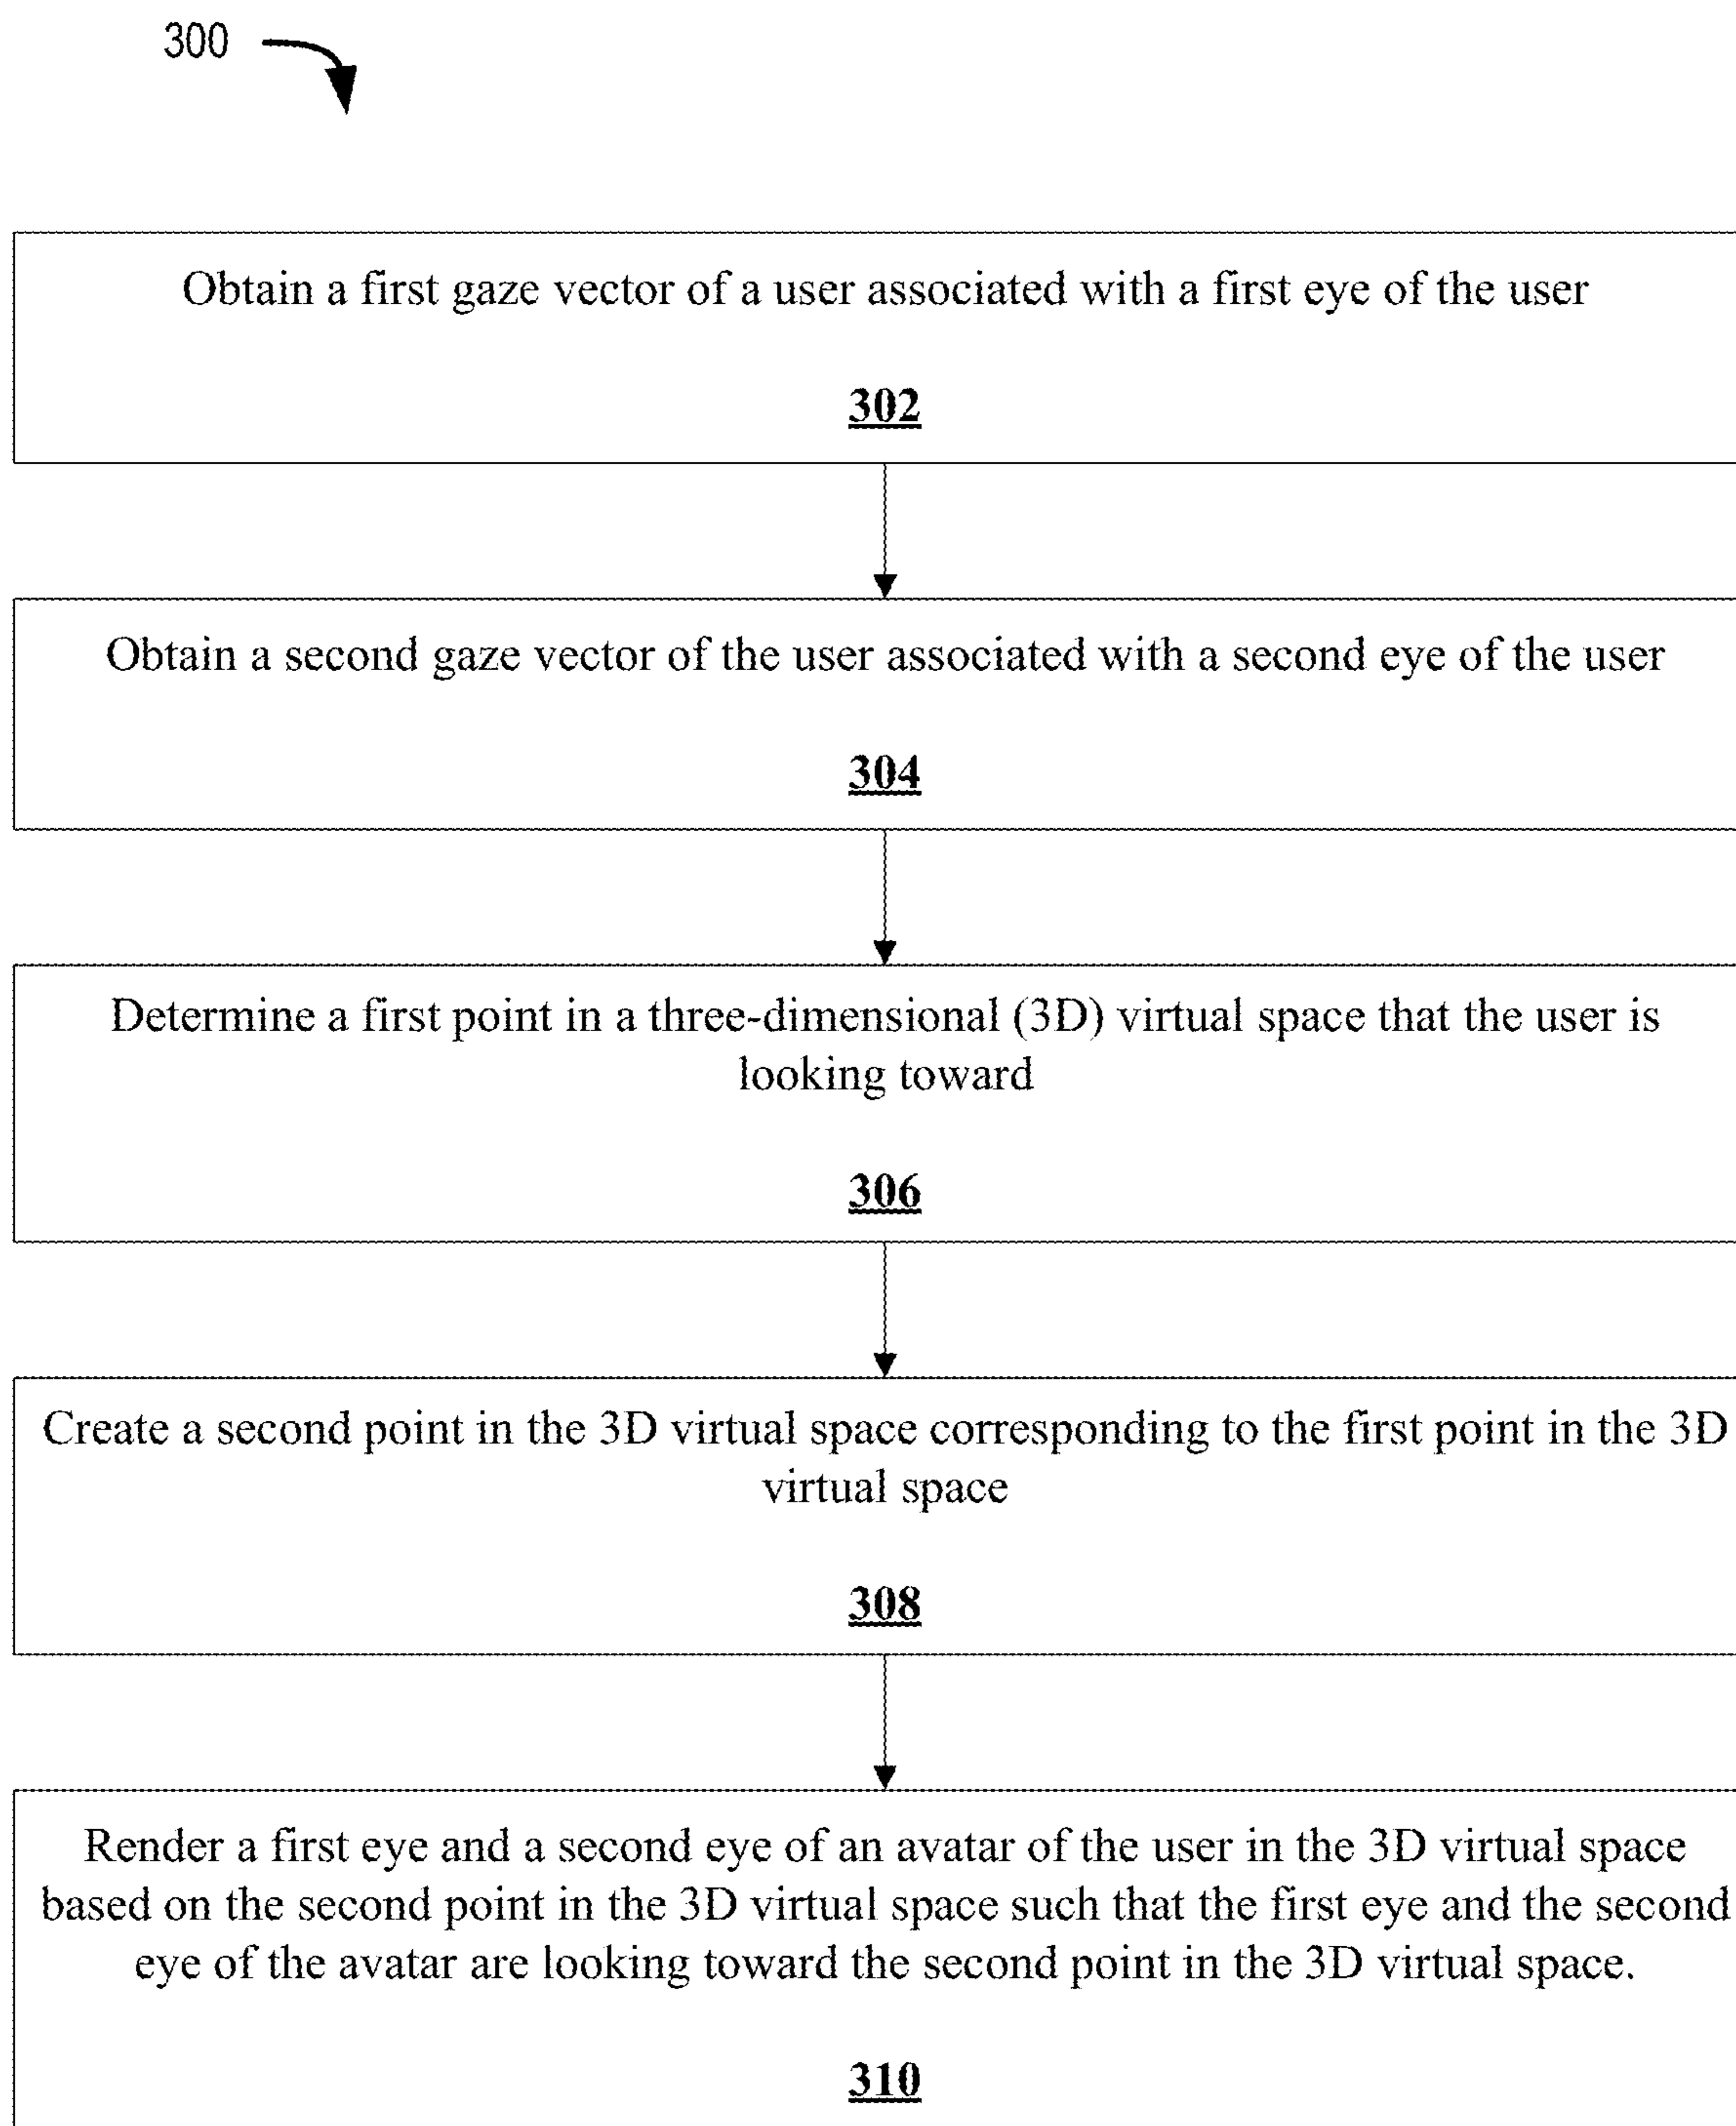 300
Obtain a first gaze vector of a user associated with a first eye of the user
302
Obtain a second gaze vector of the user associated with a second eye of the user
304
Determine a first point in a three-dimensional (3D) virtual space that the user is
looking toward
306
Create a second point in the 3D virtual space corresponding to the first point in the 3D
virtual space
308
Render a first eye and a second eye of an avatar of the user in the 3D virtual space
based on the second point in the 3D virtual space such that the first eye and the second
eye of the avatar are looking toward the second point in the 3D virtual space.
310